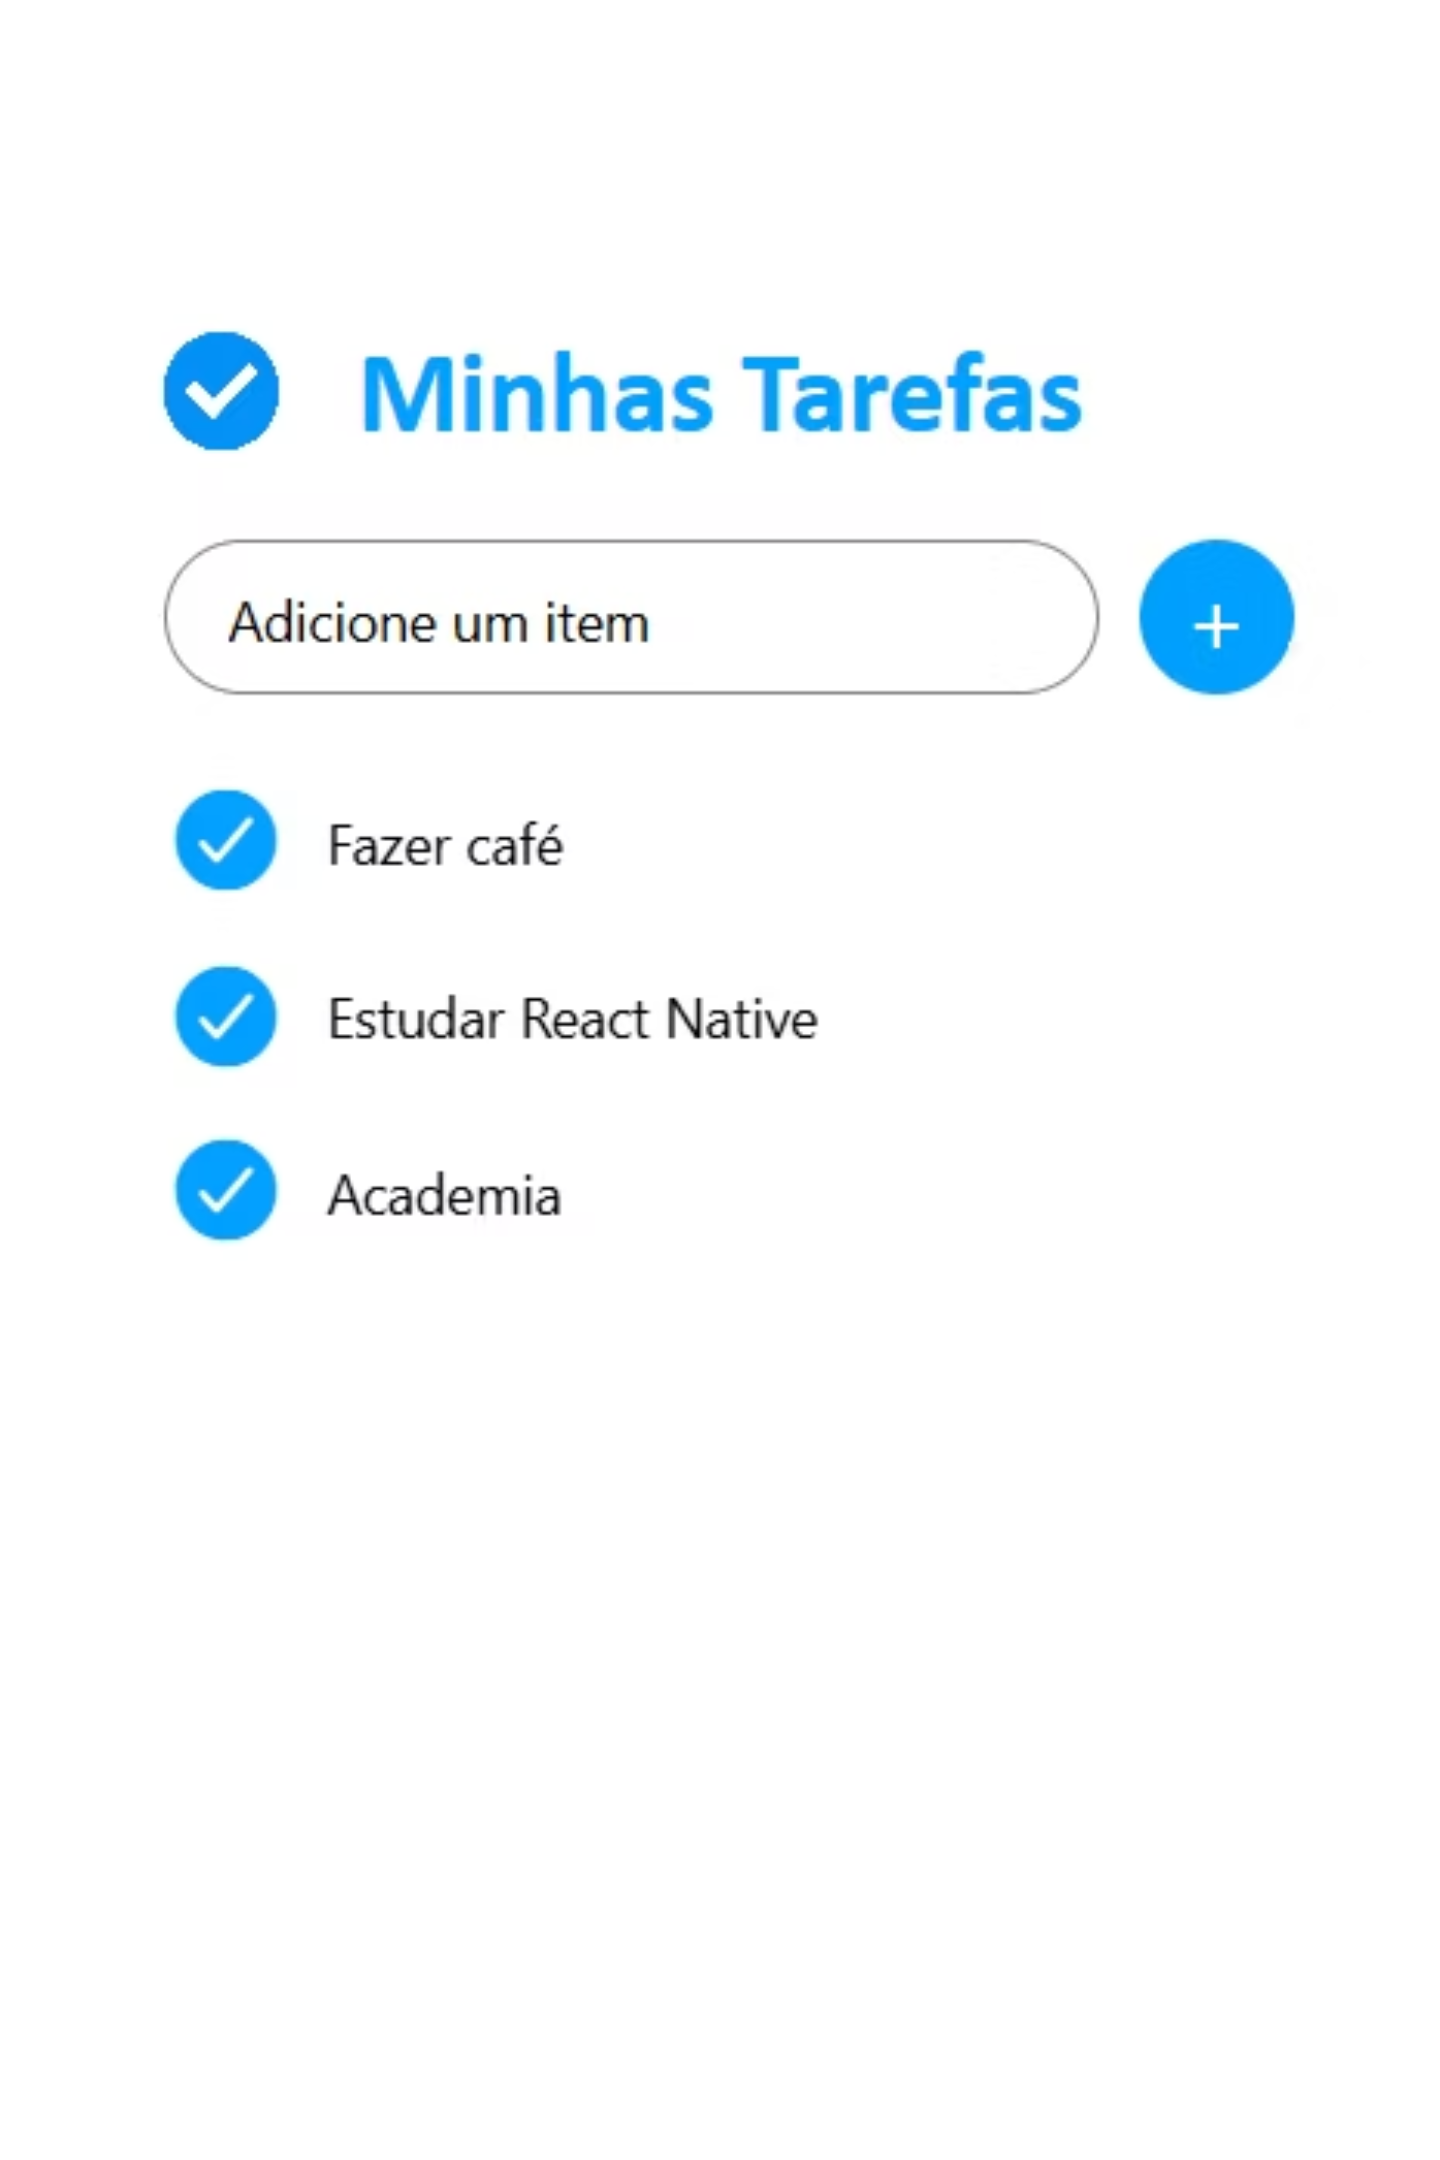 Minhas Tarefas
Adicione um item
+
Fazer café
Estudar React Native
Academia